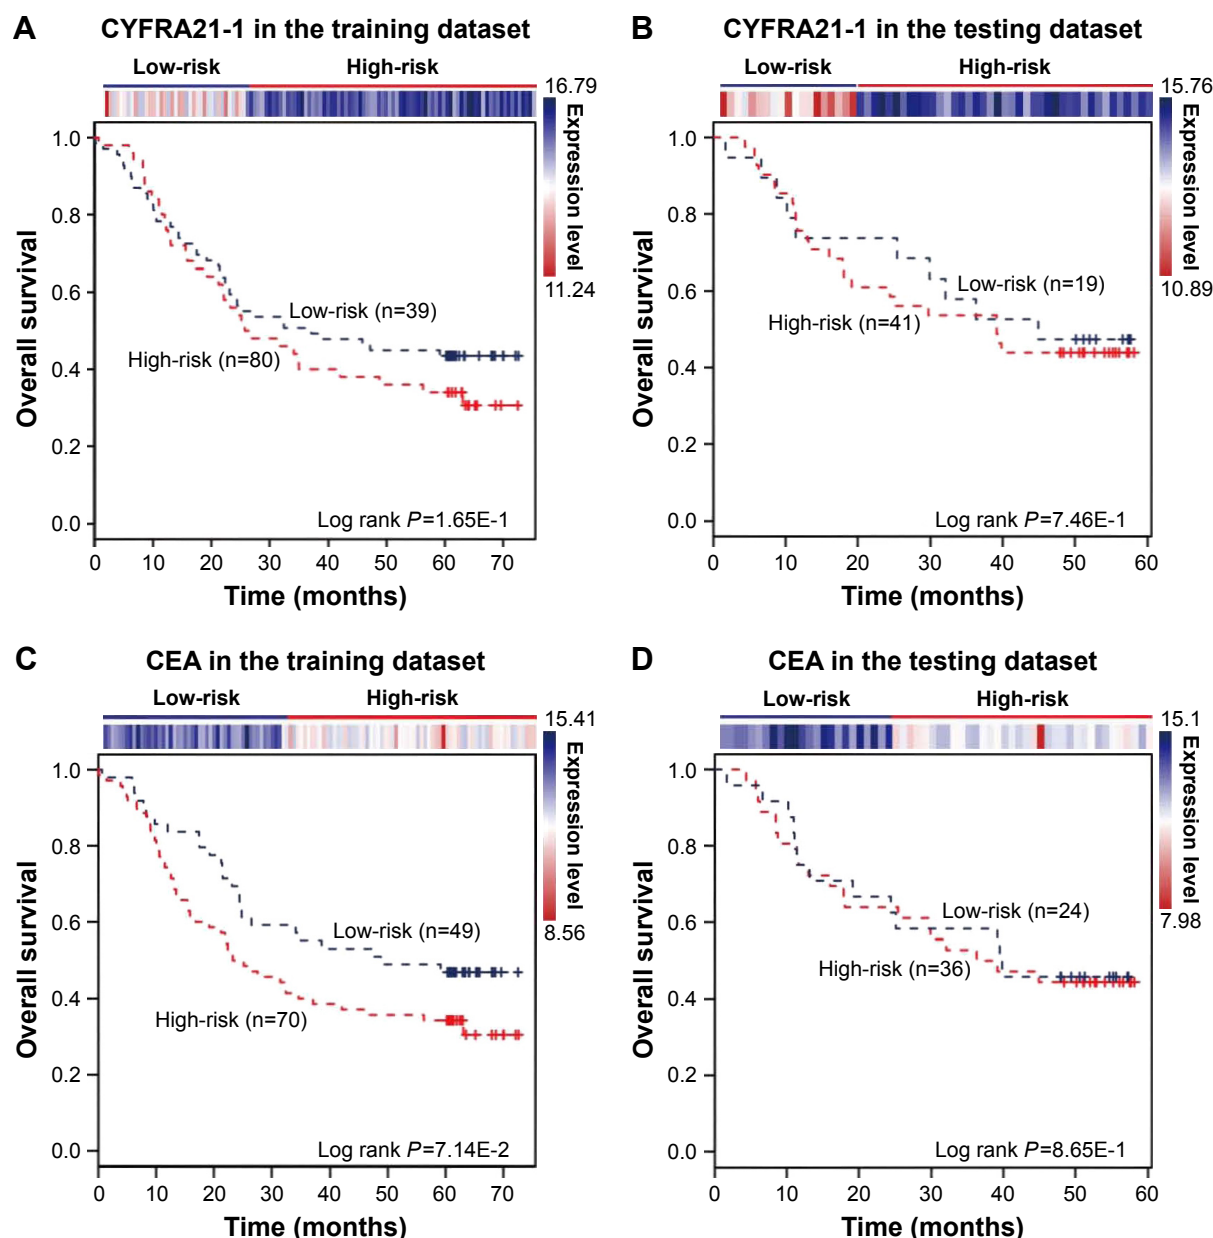 A
CYFRA21-1 in the training dataset
Low-risk
High-risk
16.79
Expression level
11.24
1.0
0.8
0.6
0.4
0.2
0.0
Overall survival
Low-risk (n=39)
High-risk (n=80)
Log rank P=1.65E-1
0 10 20 30 40 50 60 70
Time (months)
B
CYFRA21-1 in the testing dataset
Low-risk
High-risk
15.76
Expression level
10.89
1.0
0.8
0.6
0.4
0.2
0.0
Overall survival
Low-risk (n=19)
High-risk (n=41)
Log rank P=7.46E-1
0 10 20 30 40 50 60
Time (months)
C
CEA in the training dataset
Low-risk
High-risk
15.41
Expression level
8.56
1.0
0.8
0.6
0.4
0.2
0.0
Overall survival
Low-risk (n=49)
High-risk (n=70)
Log rank P=7.14E-2
0 10 20 30 40 50 60 70
Time (months)
D
CEA in the testing dataset
Low-risk
High-risk
15.1
Expression level
7.98
1.0
0.8
0.6
0.4
0.2
0.0
Overall survival
Low-risk (n=24)
High-risk (n=36)
Log rank P=8.65E-1
0 10 20 30 40 50 60
Time (months)